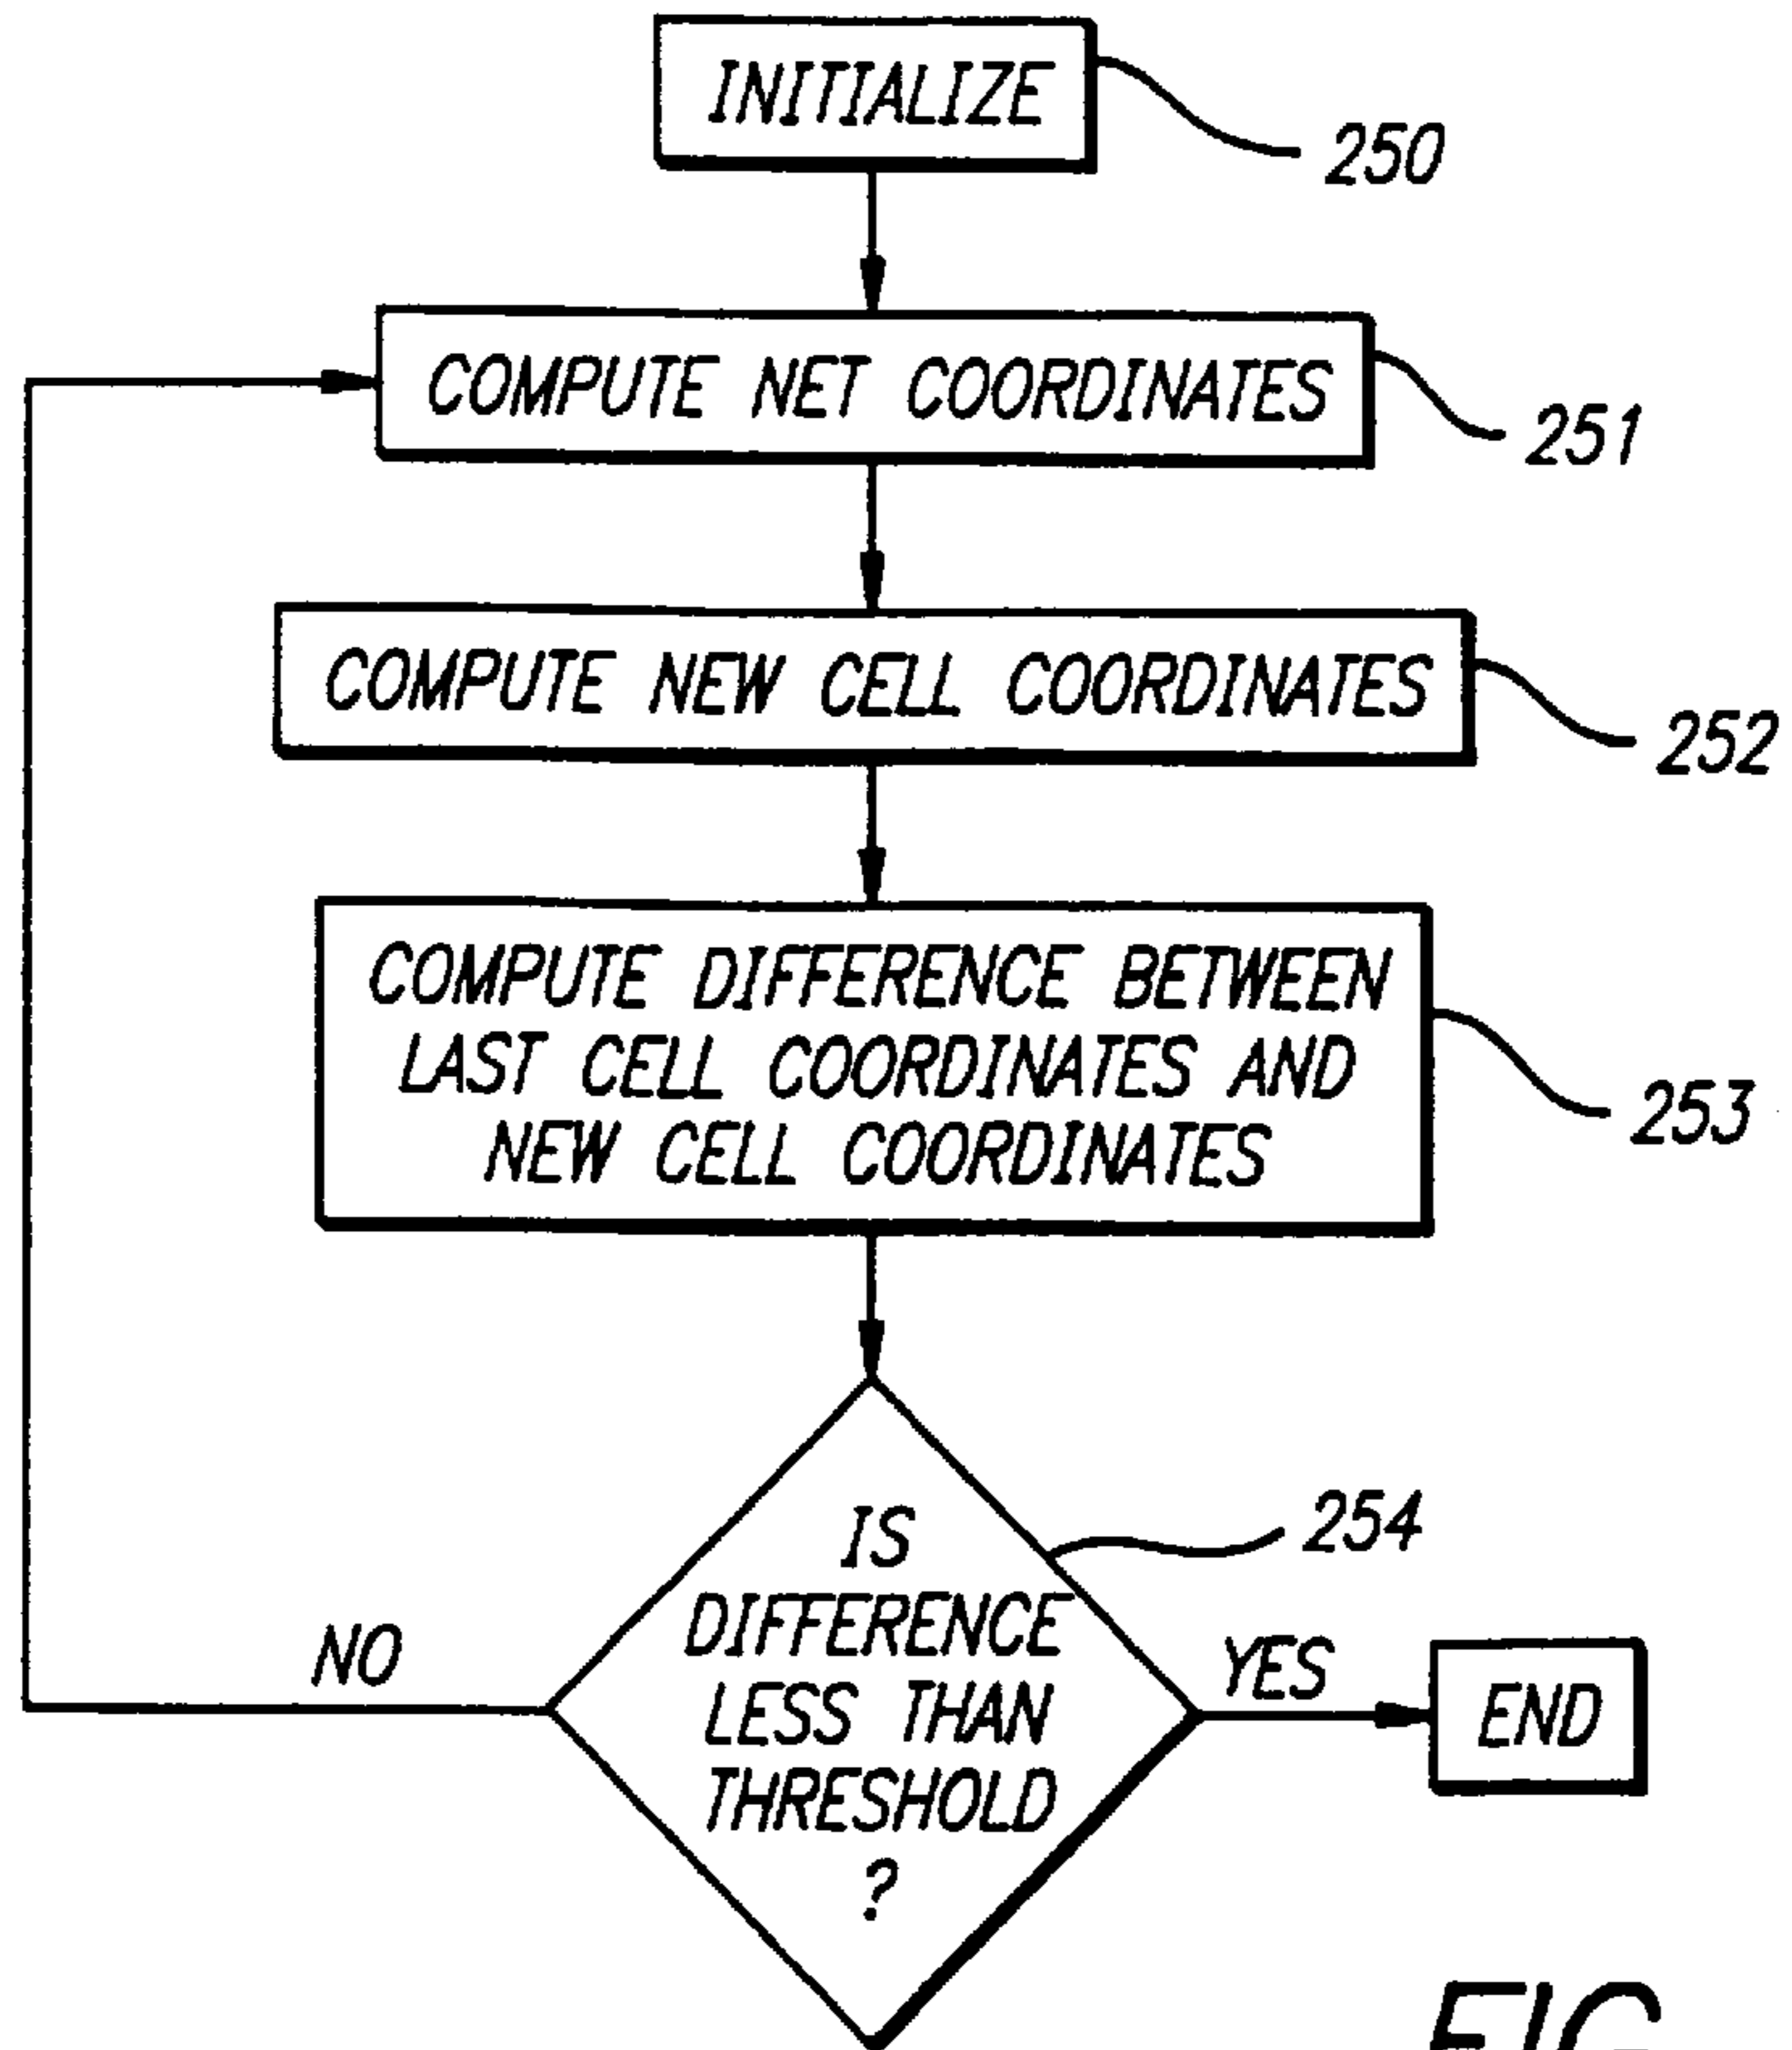 INITIALIZE
250
COMPUTE NET COORDINATES
251
COMPUTE NEW CELL COORDINATES
252
COMPUTE DIFFERENCE BETWEEN
LAST CELL COORDINATES AND
NEW CELL COORDINATES
253
IS
DIFFERENCE
LESS THAN
THRESHOLD
?
254
NO
YES
END
FIG